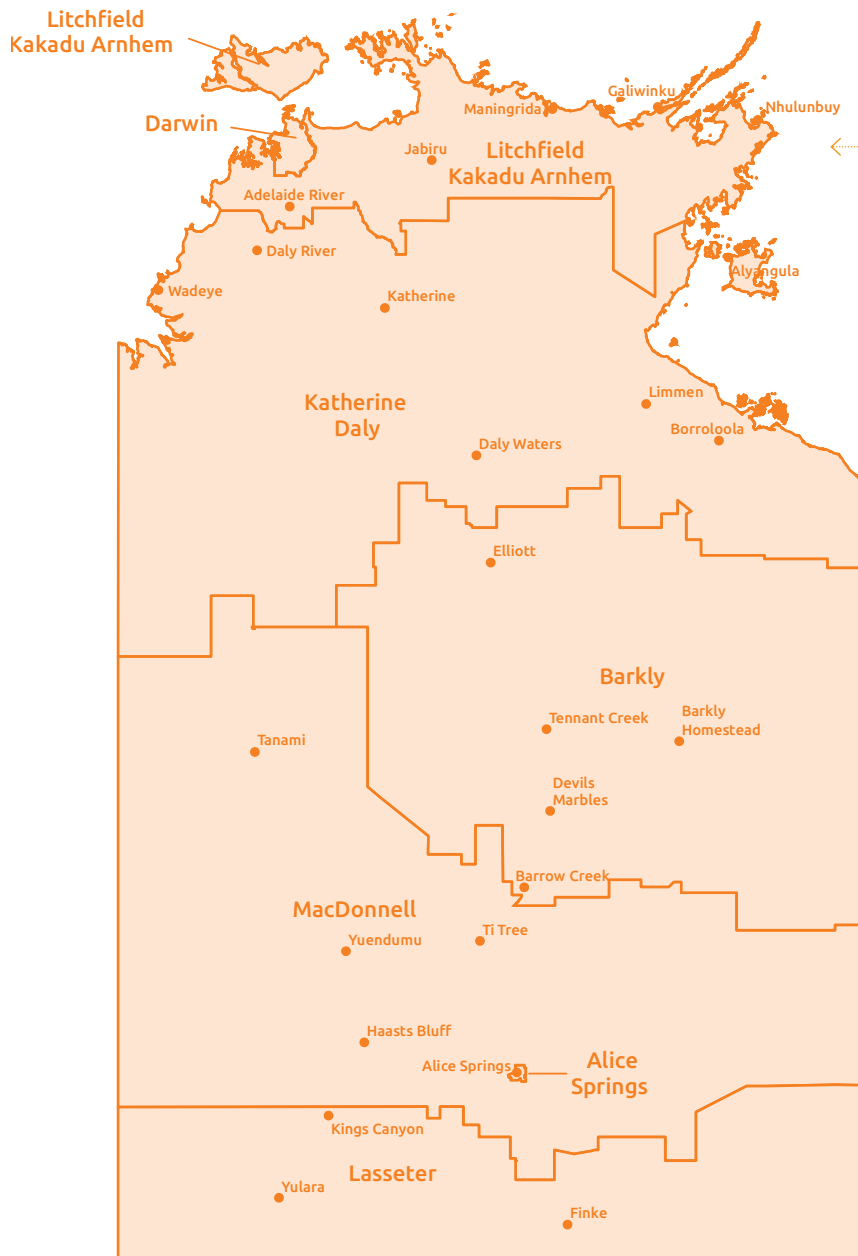 Litchfield
Kakadu Arnhem
Galiwinku
Maningrida
Nhulunbuy
Darwin
Jabiru
Litchfield
Kakadu Arnhem
Adelaide River
Daly River
Alyangula
Wadeye
Katherine
Limmen
Katherine
Daly
Borroloola
Daly Waters
Elliott
Barkly
Tennant Creek
Barkly
Homestead
Tanami
Devils
Marbles
Barrow Creek
MacDonnell
Ti Tree
Yuendumu
Haasts Bluff
Alice Springs
Alice
Springs
Kings Canyon
Lasseter
Yulara
Finke